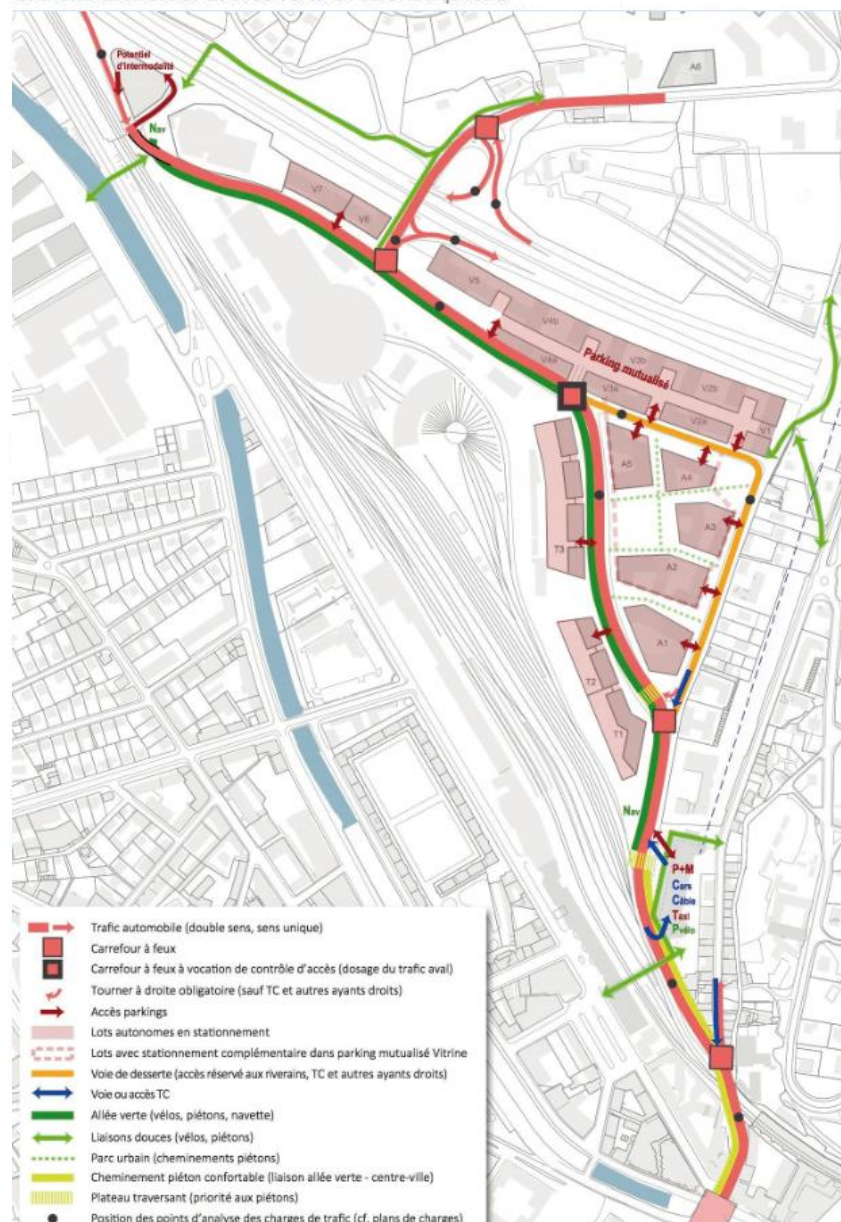 Potentiel
d'intermodalité
A6
Nav
V7
V6
V5
V4b
V4a
Parking mutualisé
V3b
V3a
V2b
V2a
V1
A5
A4
A3
T3
A2
A1
T2
T1
Nav
P+M
Cars
Câble
Taxi
Pvélo
Trafic automobile (double sens, sens unique)
Carrefour à feux
Carrefour à feux à vocation de contrôle d'accès (dosage du trafic aval)
Tourner à droite obligatoire (sauf TC et autres ayants droits)
Accès parkings
Lots autonomes en stationnement
Lots avec stationnement complémentaire dans parking mutualisé Vitrine
Voie de desserte (accès réservé aux riverains, TC et autres ayants droits)
Voie ou accès TC
Allée verte (vélos, piétons, navette)
Liaisons douces (vélos, piétons)
Parc urbain (cheminements piétons)
Cheminement piéton confortable (liaison allée verte - centre-ville)
Plateau traversant (priorité aux piétons)
Position des points d'analyse des charges de trafic (cf. plans de charges)